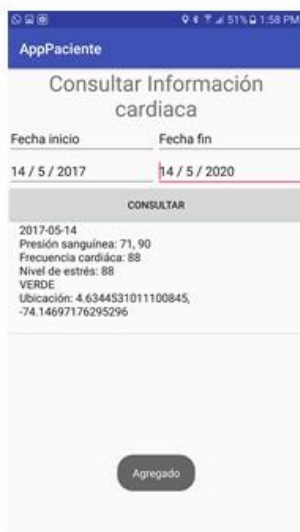 51% 1:58 PM
AppPaciente
Consultar Información
cardiaca
Fecha inicio Fecha fin
14 / 5 / 2017 14 / 5 / 2020
CONSULTAR
2017-05-14
Presión sanguínea: 71, 90
Frecuencia cardiáca: 88
Nivel de estrés: 88
VERDE
Ubicación: 4.6344531011100845,
-74.14697176295296
Agregado